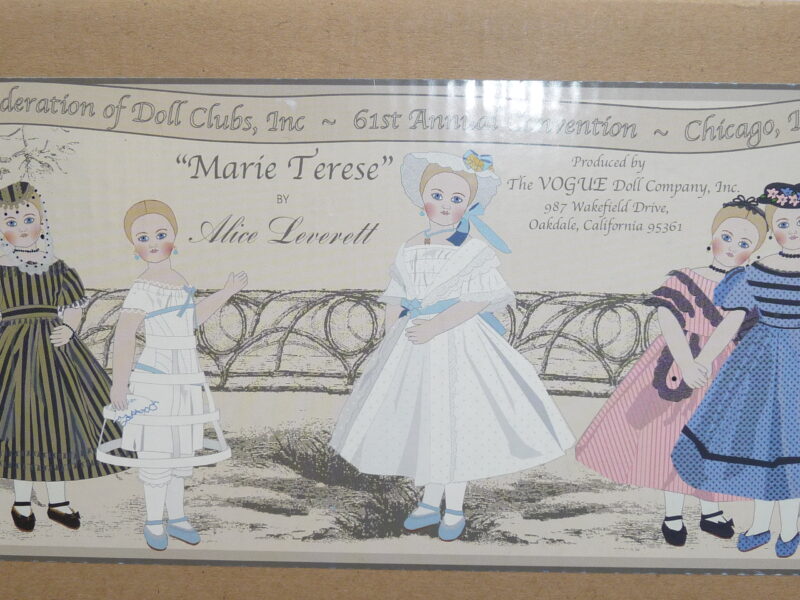 deration of Doll Clubs, Inc ~ 61st Annual Convention ~ Chicago, I
"Marie Terese"
BY
Alice Leverett
Produced by
The VOGUE Doll Company, Inc.
987 Wakefield Drive,
Oakdale, California 95361